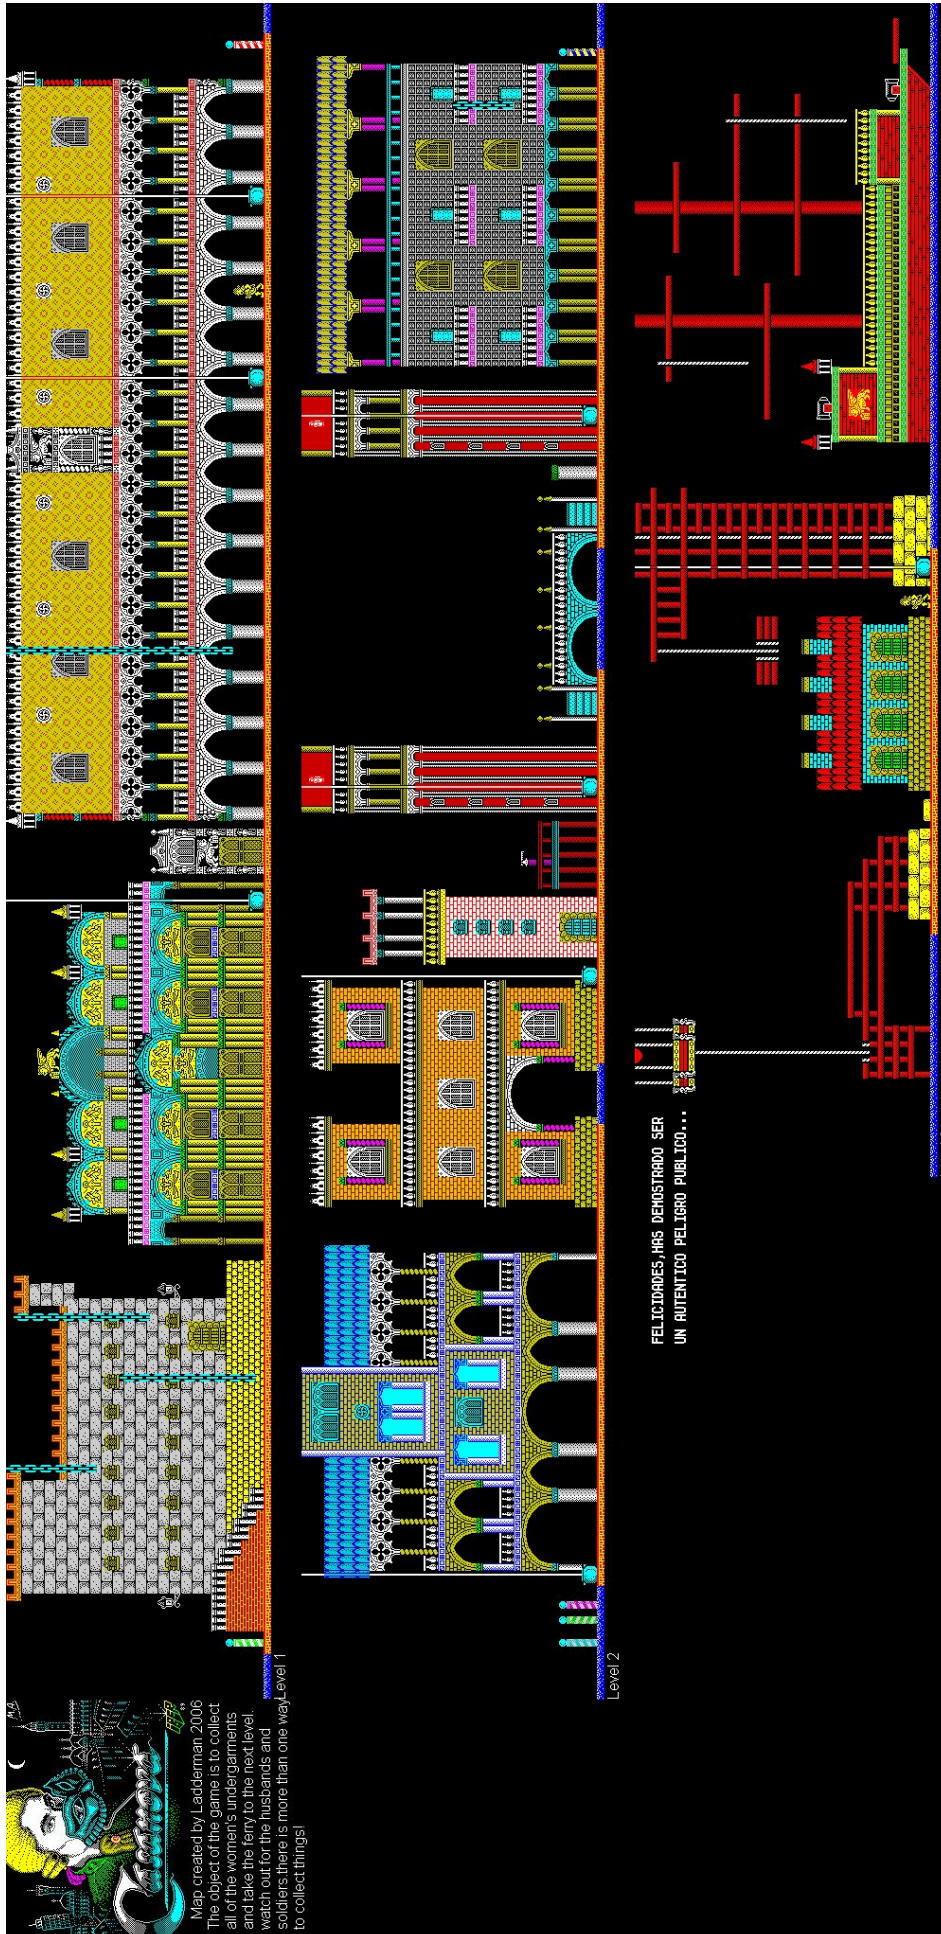 Map created by Ladderman 2006
The object of the game is to collect
all of the women's undergarments
and take the ferry to the next level.
watch out for the husbands and
soldiers there is more than one way
to collect things!
Level 1
Level 2
FELICIDADES,HAS DEMOSTRADO SER
UN AUTENTICO PELIGRO PUBLICO...